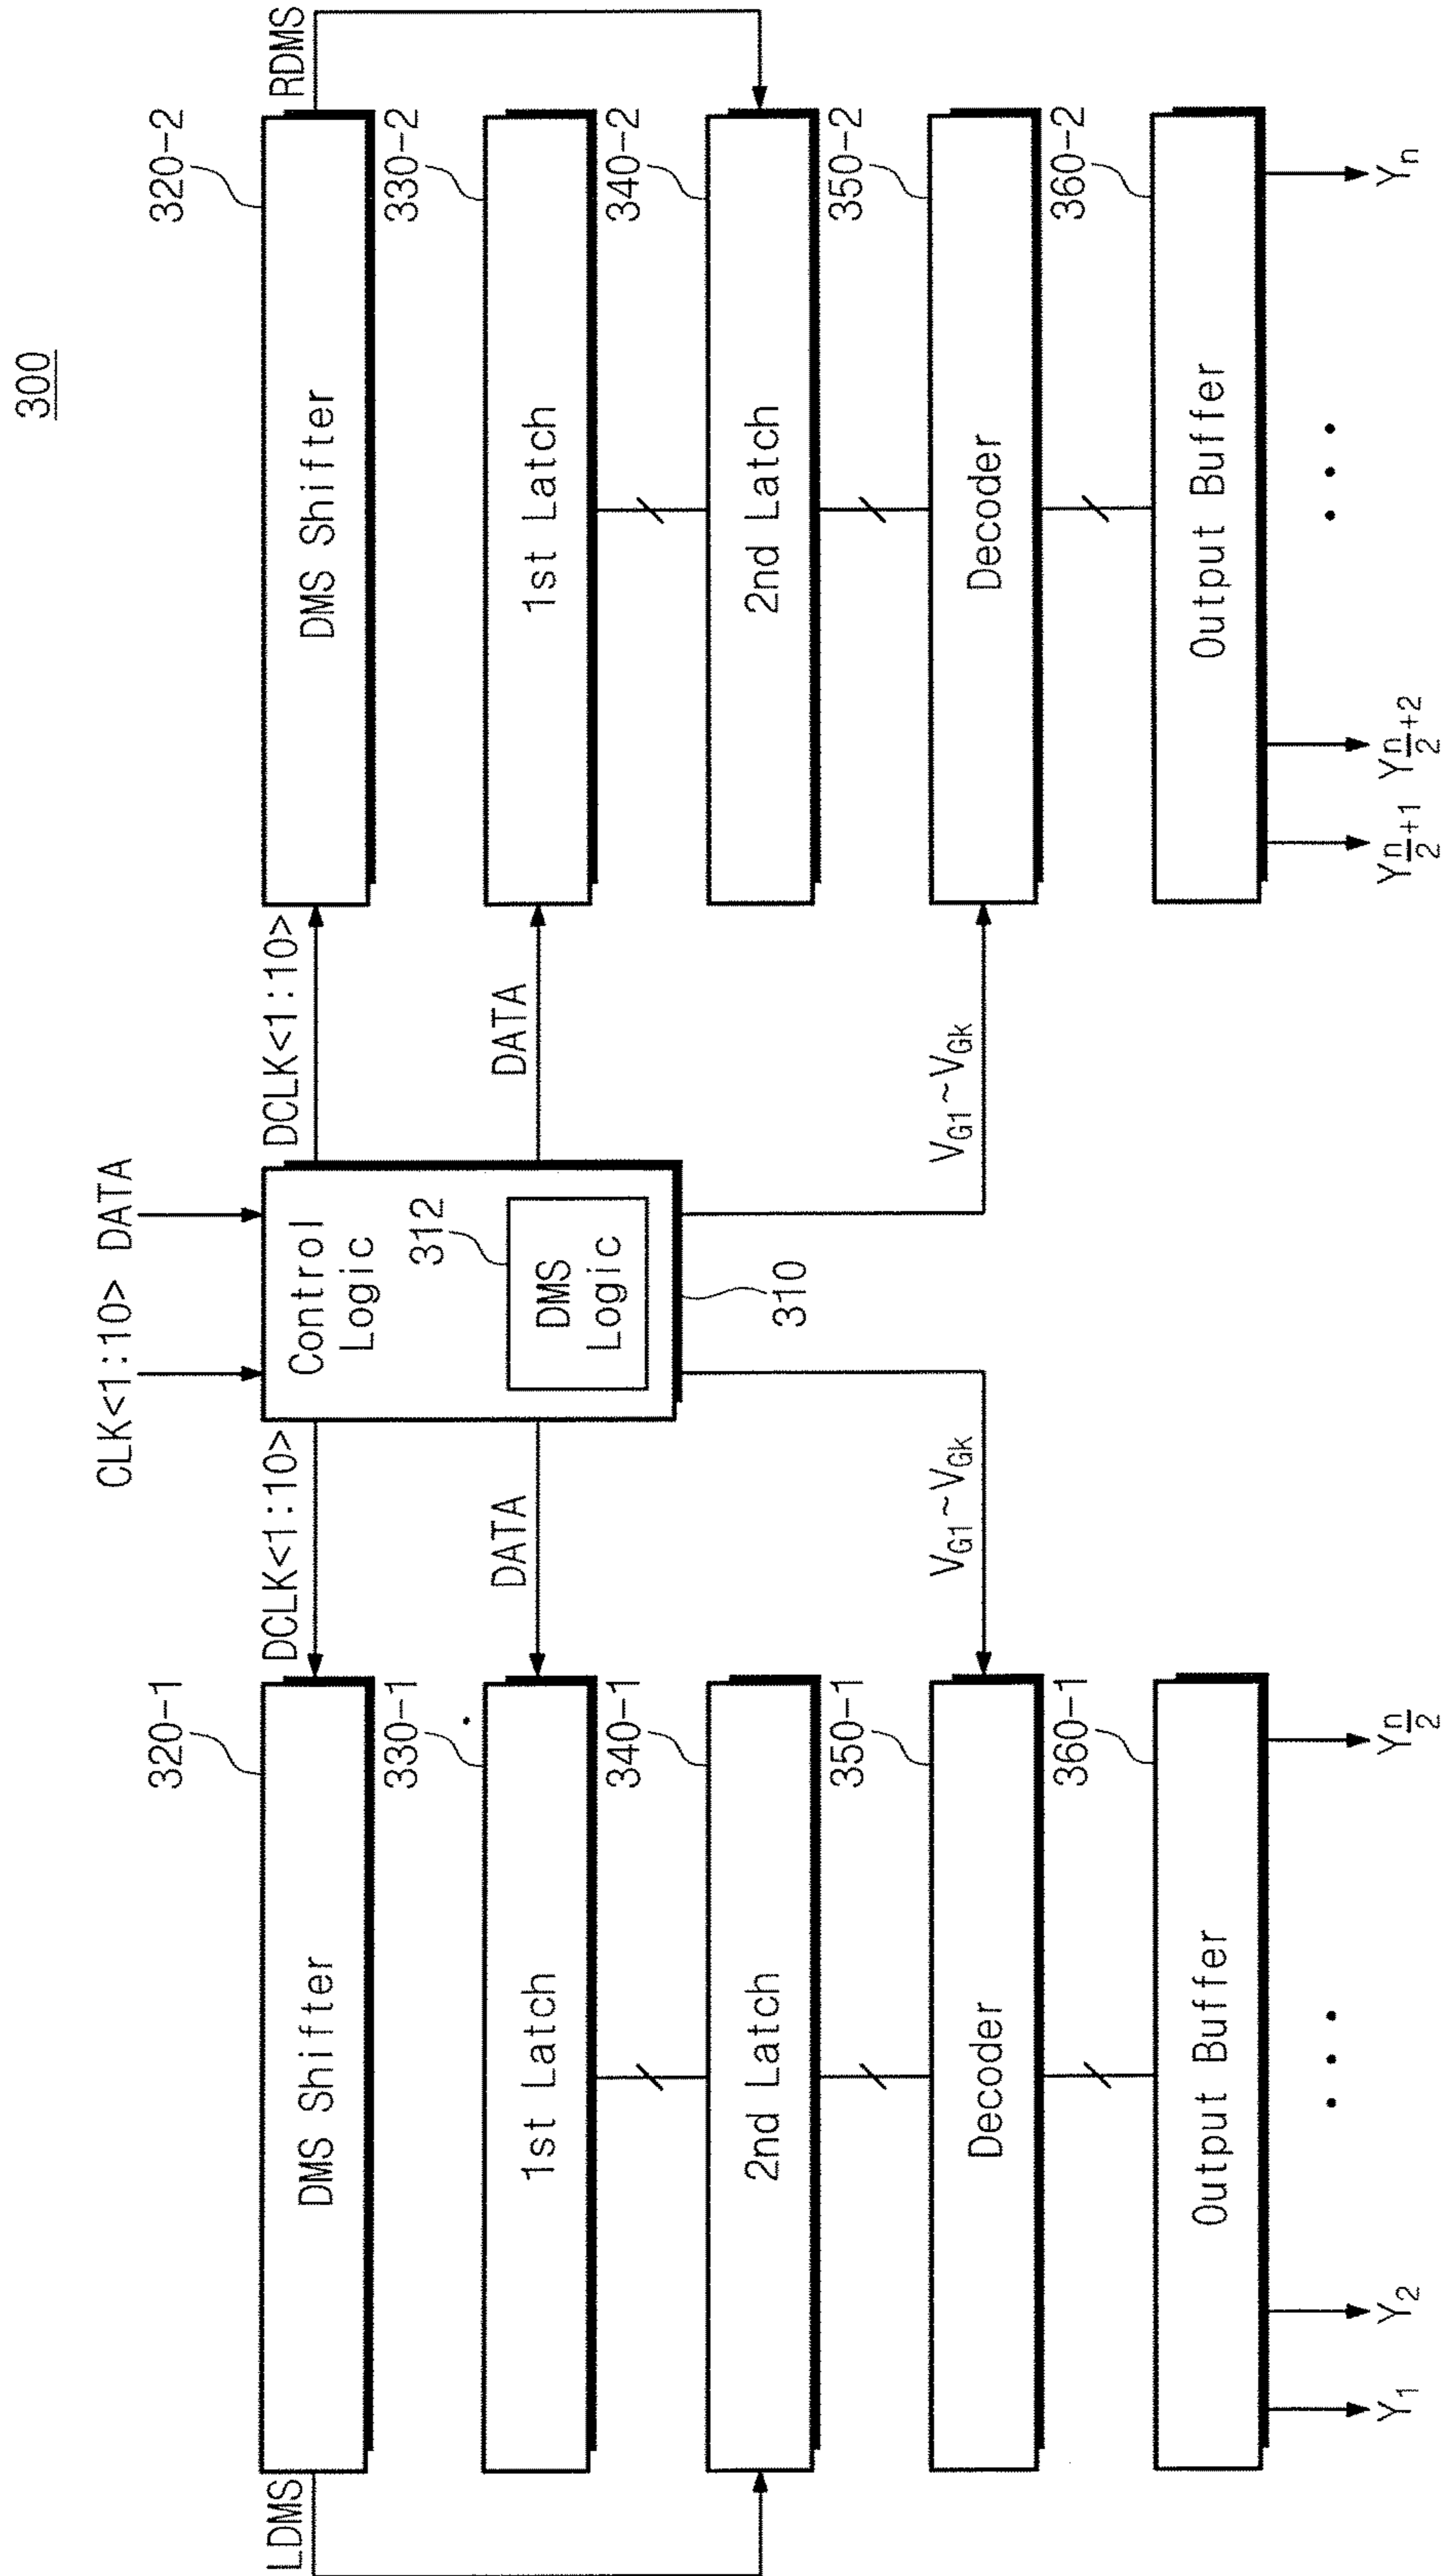 300
CLK<1:10> DATA
LDMS
320-1
DMS Shifter
DCLK<1:10>
Control
Logic
DCLK<1:10>
320-2
DMS Shifter
RDMS
330-1
1st Latch
DATA
312
DMS
Logic
DATA
330-2
1st Latch
340-1
2nd Latch
310
340-2
2nd Latch
350-1
Decoder
VG1~VGk
VG1~VGk
350-2
Decoder
360-1
Output Buffer
360-2
Output Buffer
Y1 Y2 ... Yn/2 Yn/2+1 Yn/2+2 ... Yn